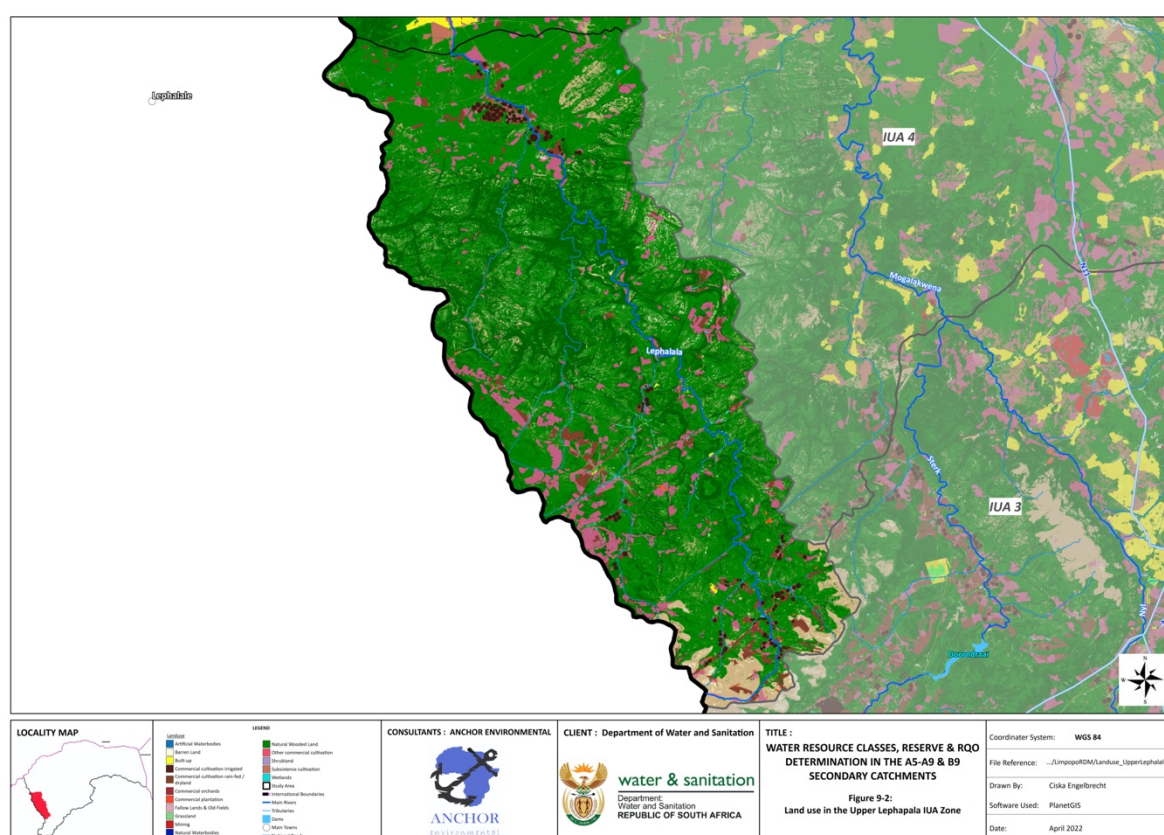 Lephalale
IUA 4
N11
Mogalakwena
Lephalala
Sterk
IUA 3
Nyl
Doorndraai
N
W
S
LOCALITY MAP
LEGEND
Landuse
Artificial Waterbodies
Barren Land
Built-up
Commercial cultivation irrigated
Commercial cultivation rain-fed /
dryland
Commercial orchards
Commercial plantation
Fallow Lands & Old Fields
Grassland
Mining
Natural Waterbodies
Natural Wooded Land
Other commercial cultivation
Shrubland
Subsistence cultivation
Wetlands
Study Area
International Boundaries
Main Rivers
Tributaries
Dams
Main Towns
CONSULTANTS : ANCHOR ENVIRONMENTAL
ANCHOR
environmental
CLIENT : Department of Water and Sanitation
water & sanitation
Department:
Water and Sanitation
REPUBLIC OF SOUTH AFRICA
TITLE :
WATER RESOURCE CLASSES, RESERVE & RQO
DETERMINATION IN THE A5-A9 & B9
SECONDARY CATCHMENTS
Figure 9-2:
Land use in the Upper Lephapala IUA Zone
Coordinater System: WGS 84
File Reference: .../LimpopoRDM/Landuse_UpperLephalal
Drawn By: Ciska Engelbrecht
Software Used: PlanetGIS
Date: April 2022